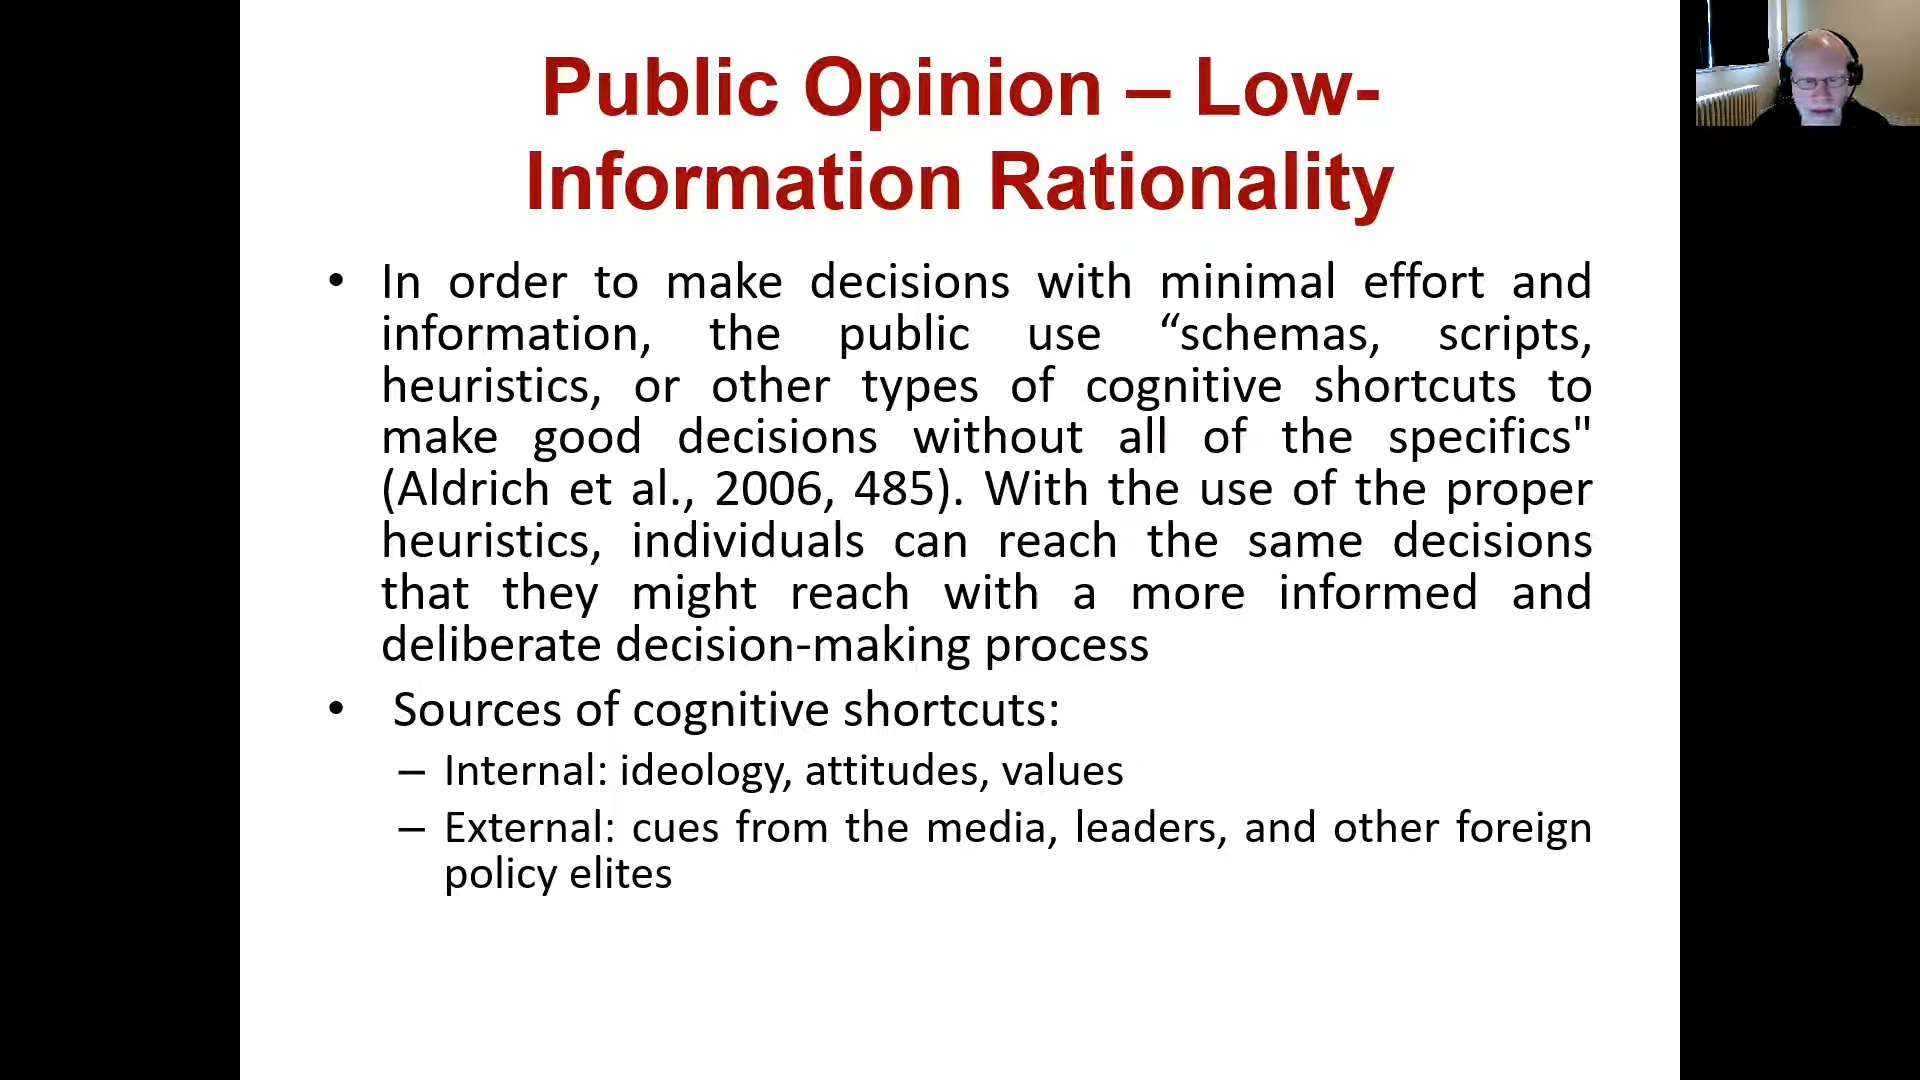 Public Opinion – Low-
Information Rationality
• In order to make decisions with minimal effort and
information, the public use “schemas, scripts,
heuristics, or other types of cognitive shortcuts to
make good decisions without all of the specifics"
(Aldrich et al., 2006, 485). With the use of the proper
heuristics, individuals can reach the same decisions
that they might reach with a more informed and
deliberate decision-making process
• Sources of cognitive shortcuts:
– Internal: ideology, attitudes, values
– External: cues from the media, leaders, and other foreign
policy elites